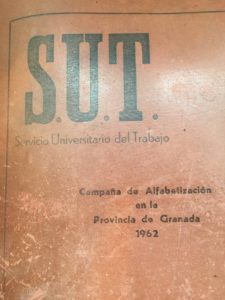 S.U.T.
Servicio Universitario del Trabajo
Campaña de Alfabetización
en la
Provincia de Granada
1962